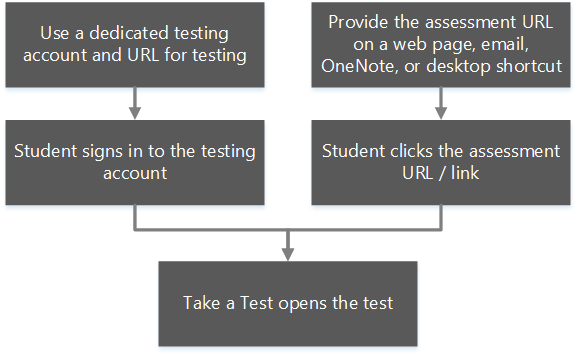 Use a dedicated testing
account and URL for testing
Provide the assessment URL
on a web page, email,
OneNote, or desktop shortcut
Student signs in to the testing
account
Student clicks the assessment
URL / link
Take a Test opens the test